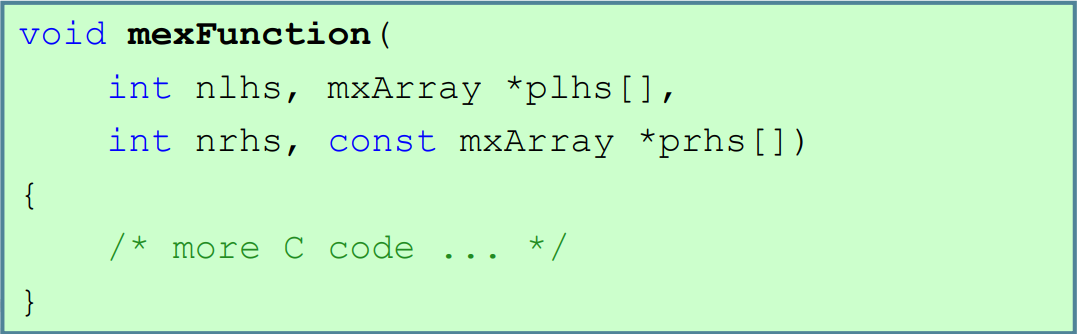 void mexFunction(
    int nlhs, mxArray *plhs[],
    int nrhs, const mxArray *prhs[])
{
    /* more C code ... */
}